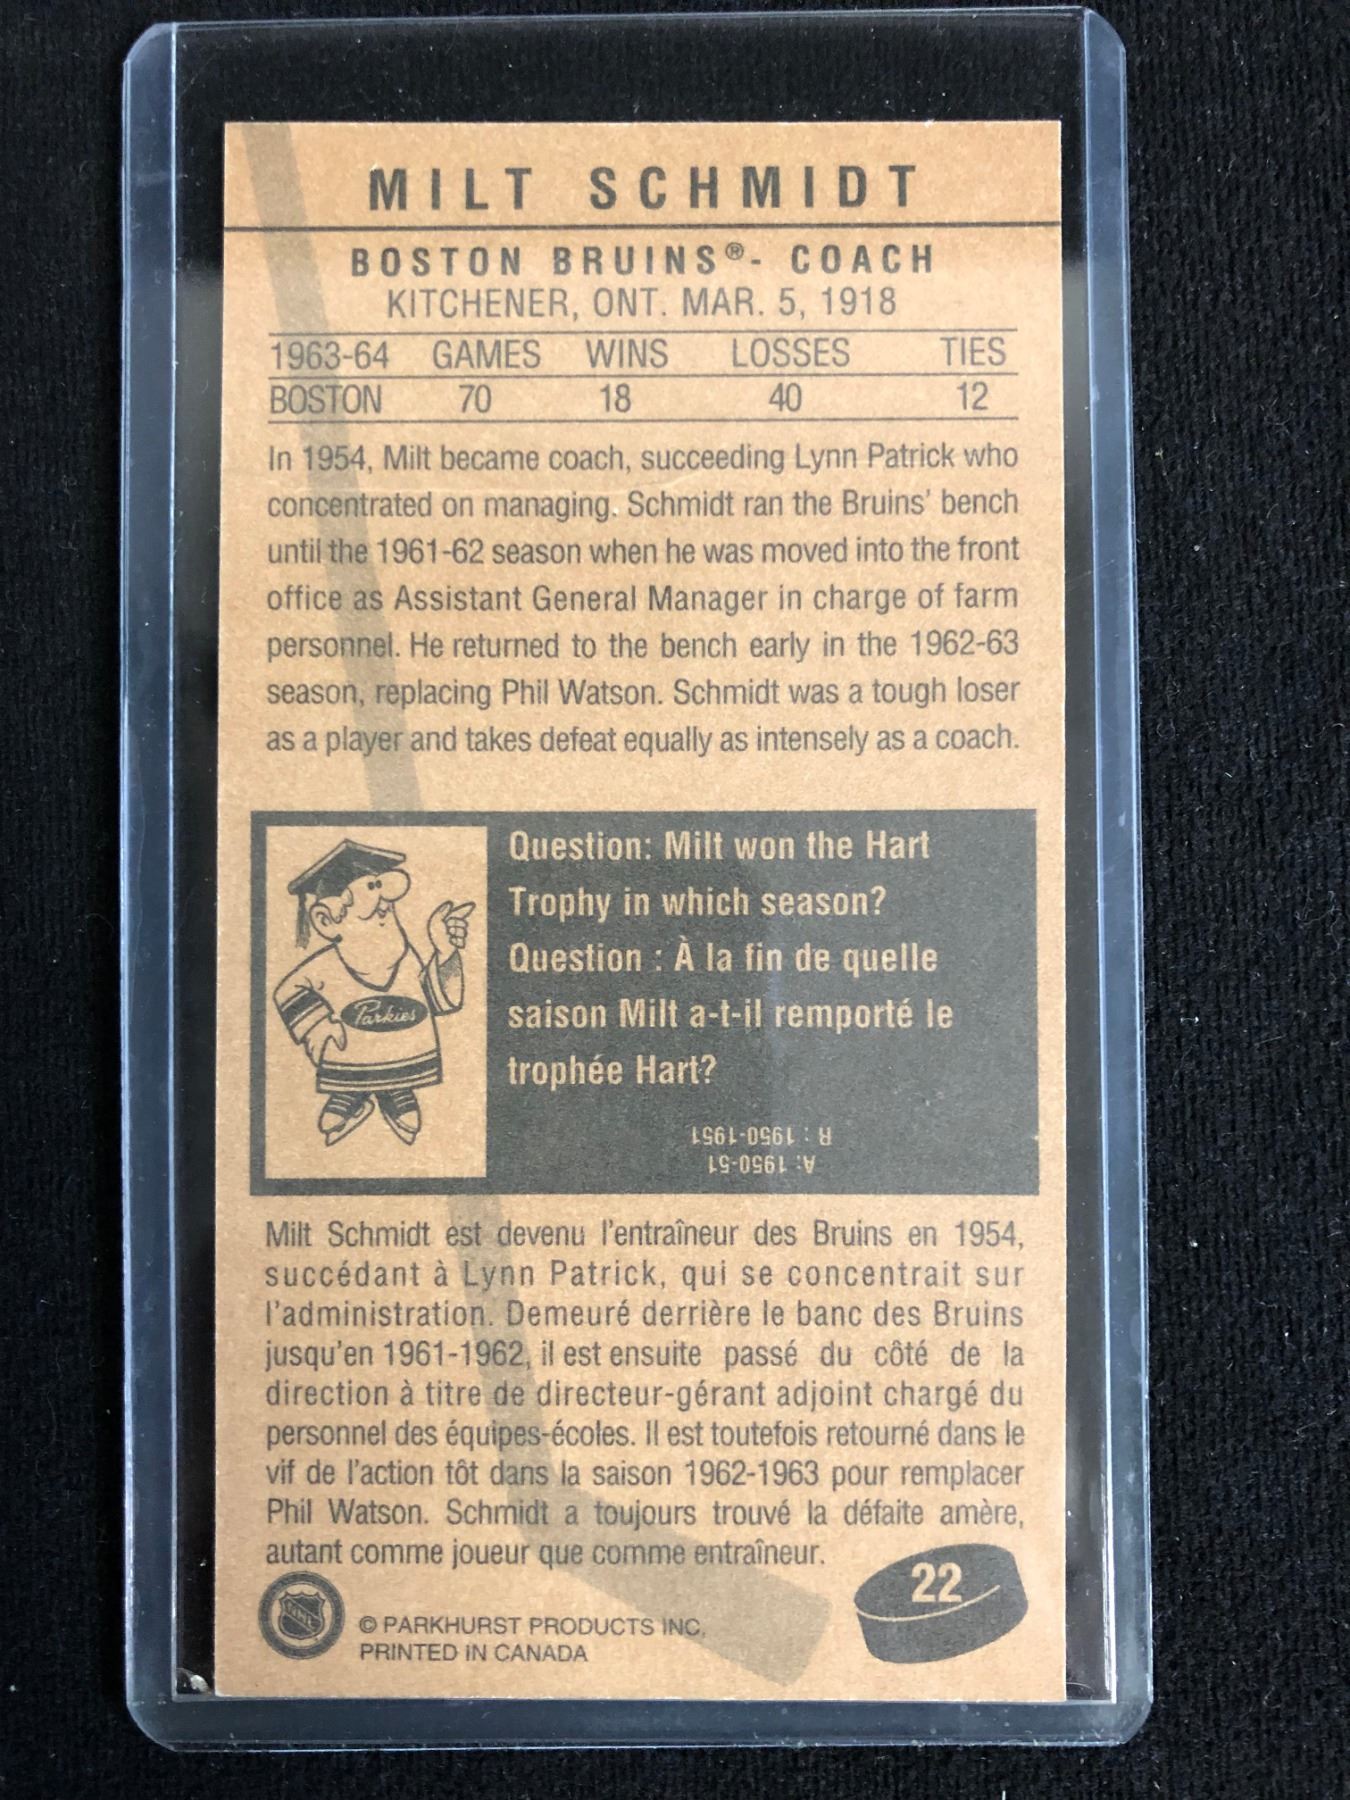 MILT SCHMIDT
BOSTON BRUINS®- COACH
KITCHENER, ONT. MAR. 5, 1918
1963-64 GAMES WINS LOSSES TIES
BOSTON 70 18 40 12
In 1954, Milt became coach, succeeding Lynn Patrick who
concentrated on managing. Schmidt ran the Bruins' bench
until the 1961-62 season when he was moved into the front
office as Assistant General Manager in charge of farm
personnel. He returned to the bench early in the 1962-63
season, replacing Phil Watson. Schmidt was a tough loser
as a player and takes defeat equally as intensely as a coach.
Parkies
Question: Milt won the Hart
Trophy in which season?
Question : À la fin de quelle
saison Milt a-t-il remporté le
trophée Hart?
A: 1950-51
R : 1950-1951
Milt Schmidt est devenu l'entraîneur des Bruins en 1954,
succédant à Lynn Patrick, qui se concentrait sur
l'administration. Demeuré derrière le banc des Bruins
jusqu'en 1961-1962, il est ensuite passé du côté de la
direction à titre de directeur-gérant adjoint chargé du
personnel des équipes-écoles. Il est toutefois retourné dans le
vif de l'action tôt dans la saison 1962-1963 pour remplacer
Phil Watson. Schmidt a toujours trouvé la défaite amère,
autant comme joueur que comme entraîneur.
22
NHL
© PARKHURST PRODUCTS INC.
PRINTED IN CANADA